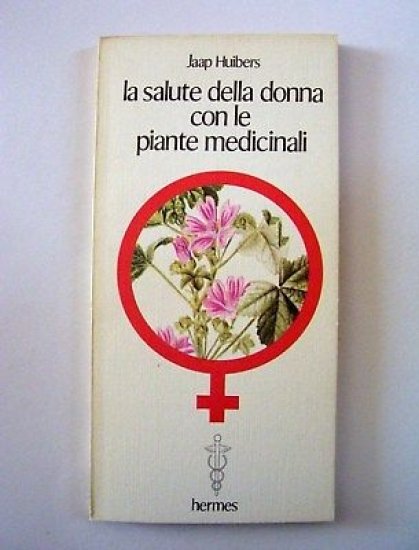 Jaap Huibers
la salute della donna
con le
piante medicinali
hermes